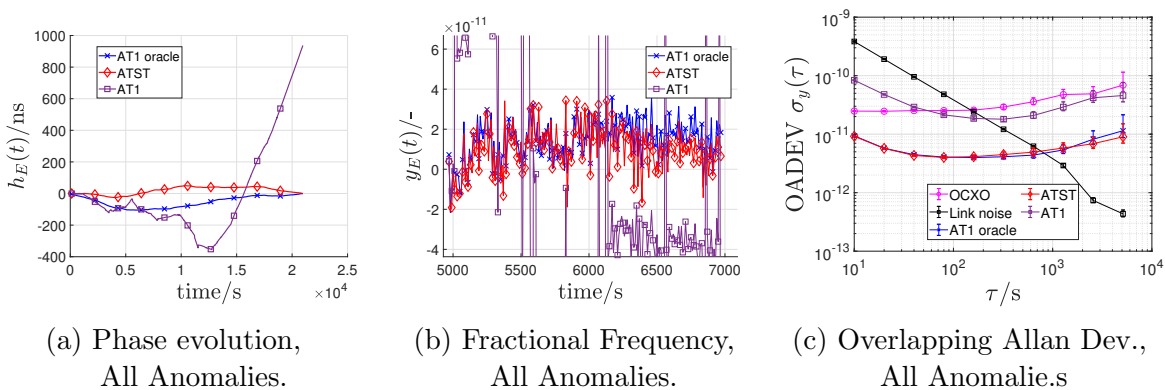 1000
800
600
400
200
0
-200
-400
h_E(t)/ns
AT1 oracle
ATST
AT1
0 0.5 1 1.5 2 2.5
×10^4
time/s
(a) Phase evolution,
All Anomalies.
×10^-11
6
4
2
0
-2
-4
y_E(t)/-
AT1 oracle
ATST
AT1
5000 5500 6000 6500 7000
time/s
(b) Fractional Frequency,
All Anomalies.
10^-9
10^-10
10^-11
10^-12
10^-13
OADEV σ_y(τ)
OCXO
Link noise
AT1 oracle
ATST
AT1
10^1 10^2 10^3 10^4
τ/s
(c) Overlapping Allan Dev.,
All Anomalie.s